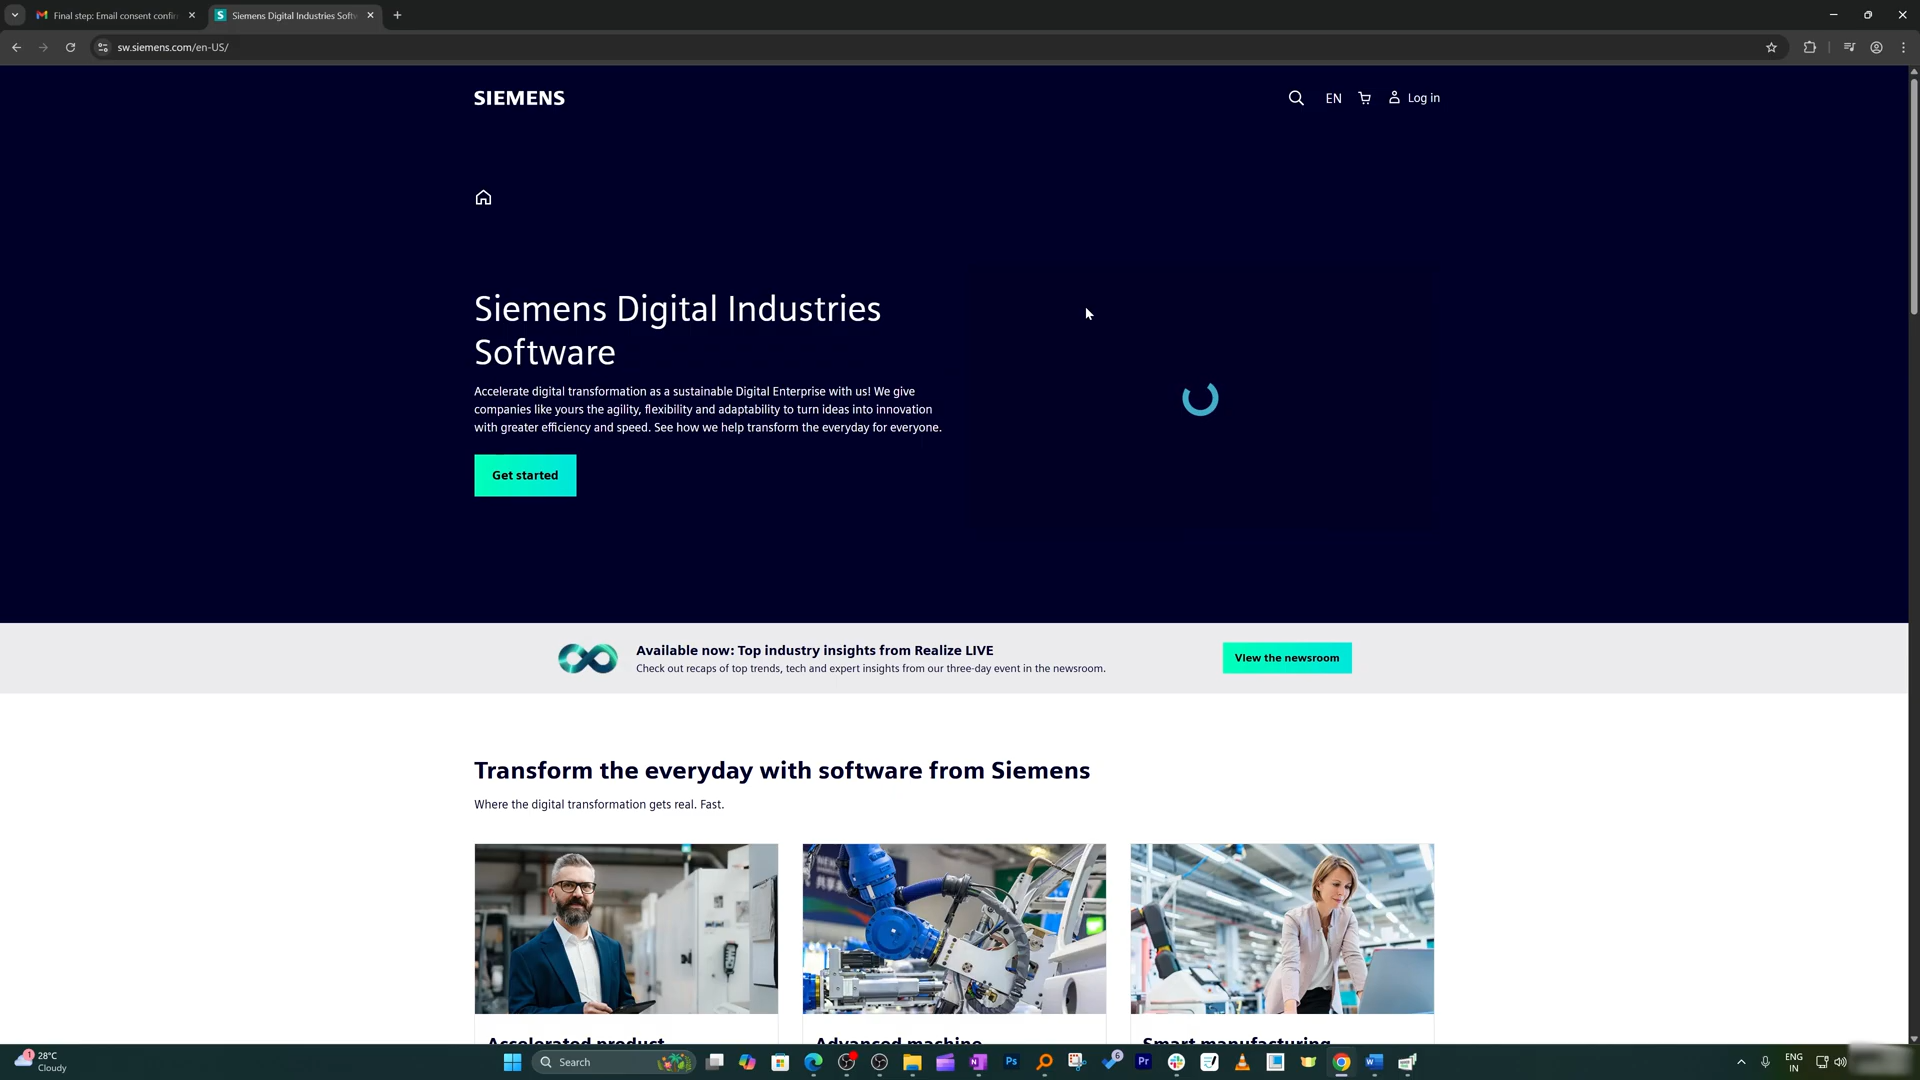 Final step: Email consent confir
Siemens Digital Industries Soft
sw.siemens.com/en-US/
SIEMENS
EN
Log in
Siemens Digital Industries
Software
Accelerate digital transformation as a sustainable Digital Enterprise with us! We give
companies like yours the agility, flexibility and adaptability to turn ideas into innovation
with greater efficiency and speed. See how we help transform the everyday for everyone.
Get started
Available now: Top industry insights from Realize LIVE
Check out recaps of top trends, tech and expert insights from our three-day event in the newsroom.
View the newsroom
Transform the everyday with software from Siemens
Where the digital transformation gets real. Fast.
Accelerated product
Advanced machine
Smart manufacturing
1
28°C
Cloudy
Search
6
ENG
IN